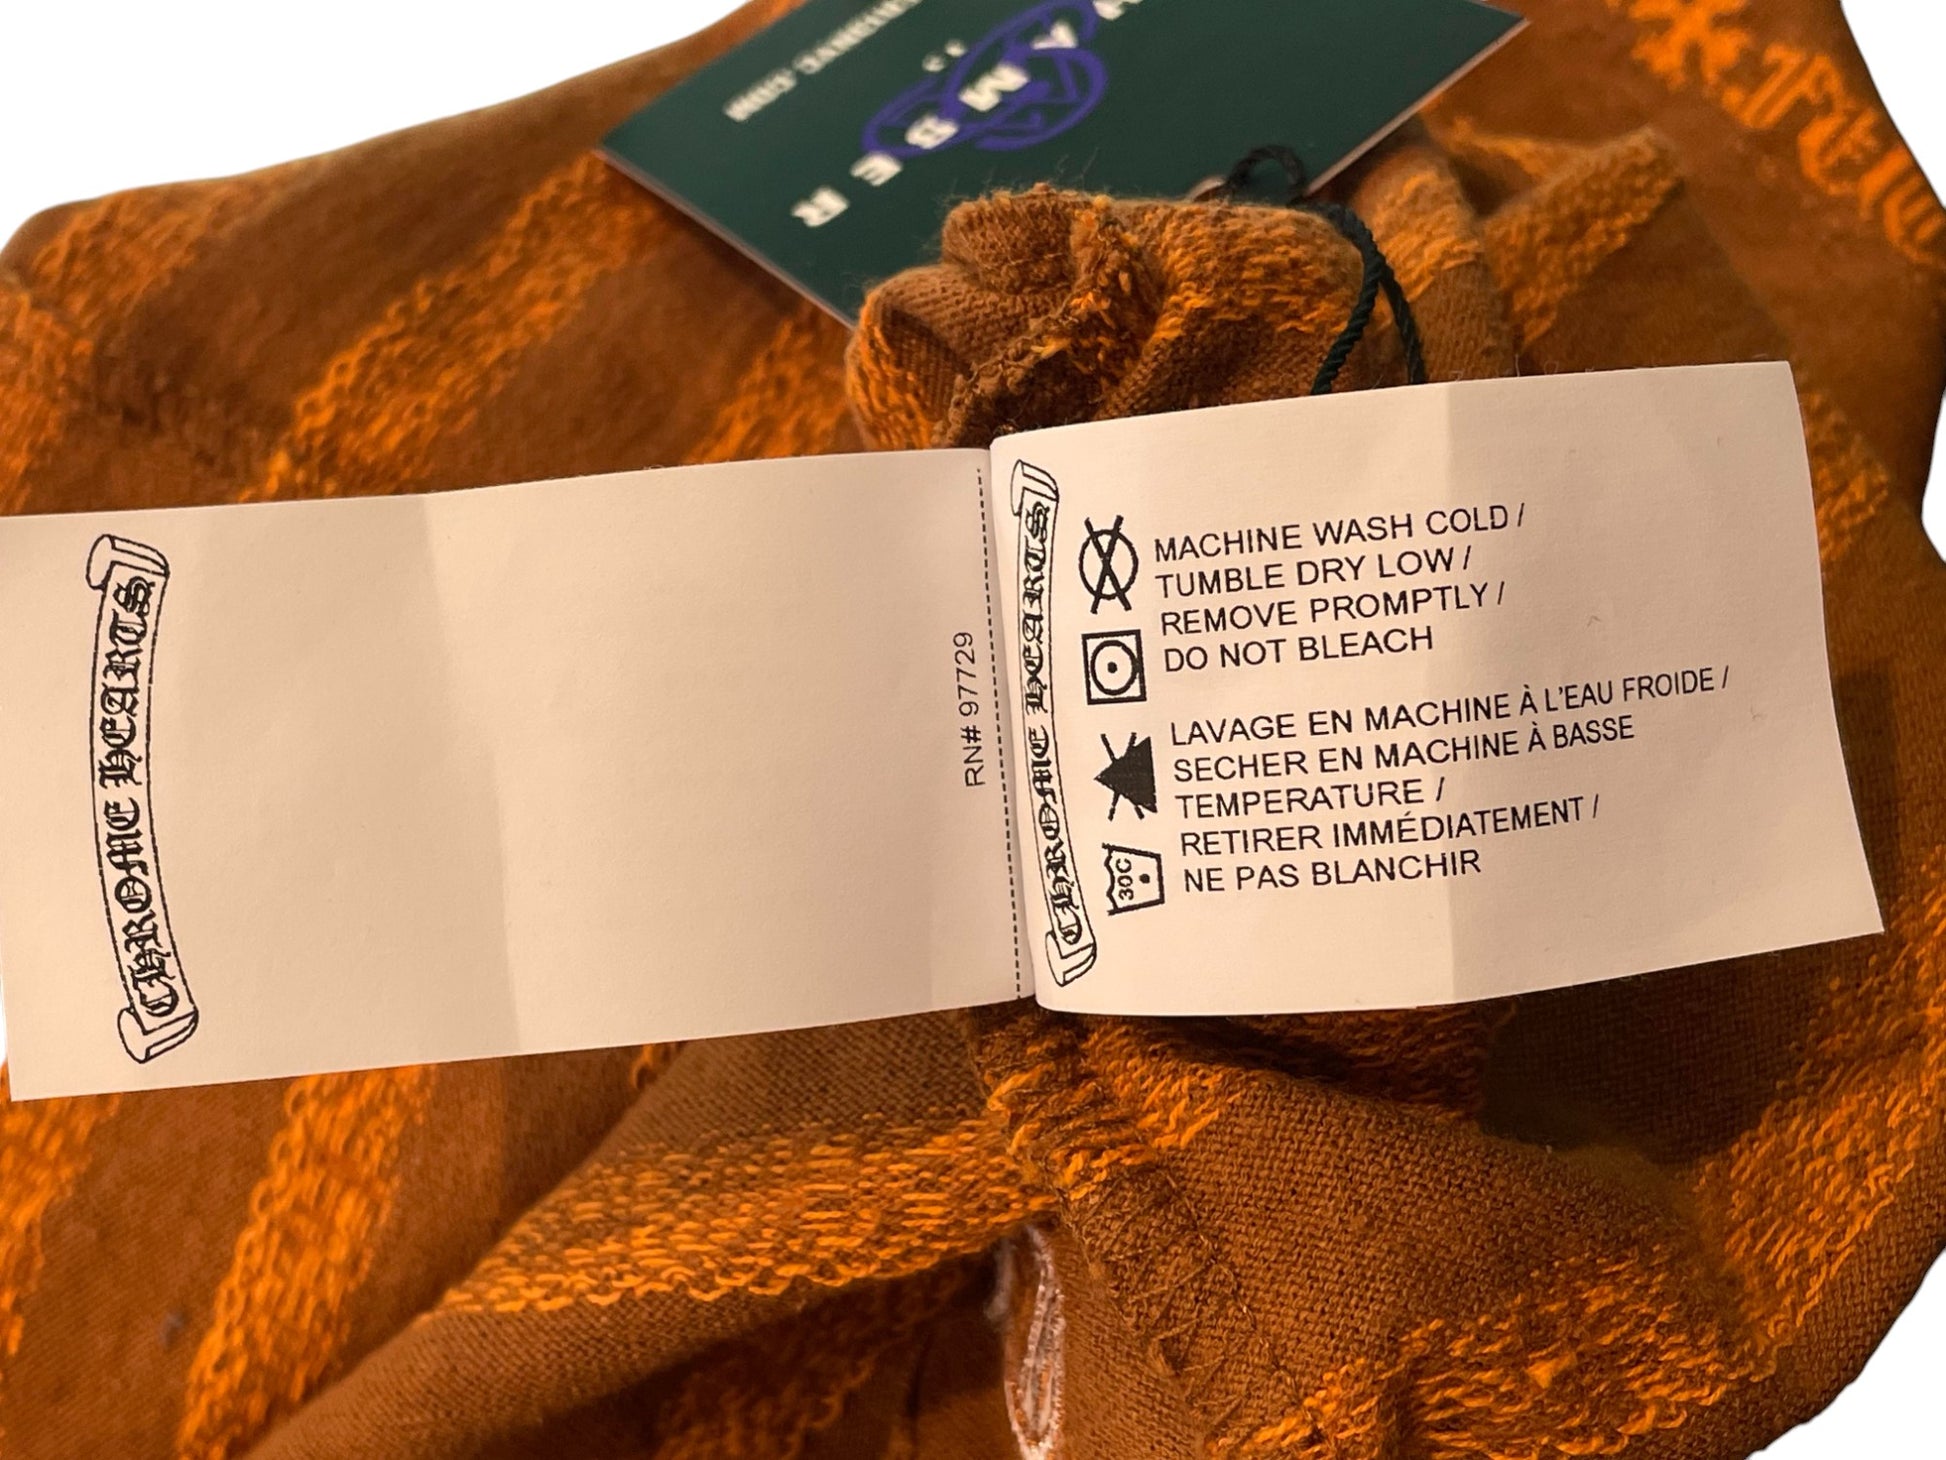 AMBER
CHROME HEARTS
RN# 97729
CHROME HEARTS
MACHINE WASH COLD /
TUMBLE DRY LOW /
REMOVE PROMPTLY /
DO NOT BLEACH
LAVAGE EN MACHINE À L'EAU FROIDE /
SECHER EN MACHINE À BASSE
TEMPERATURE /
RETIRER IMMÉDIATEMENT /
NE PAS BLANCHIR
30C